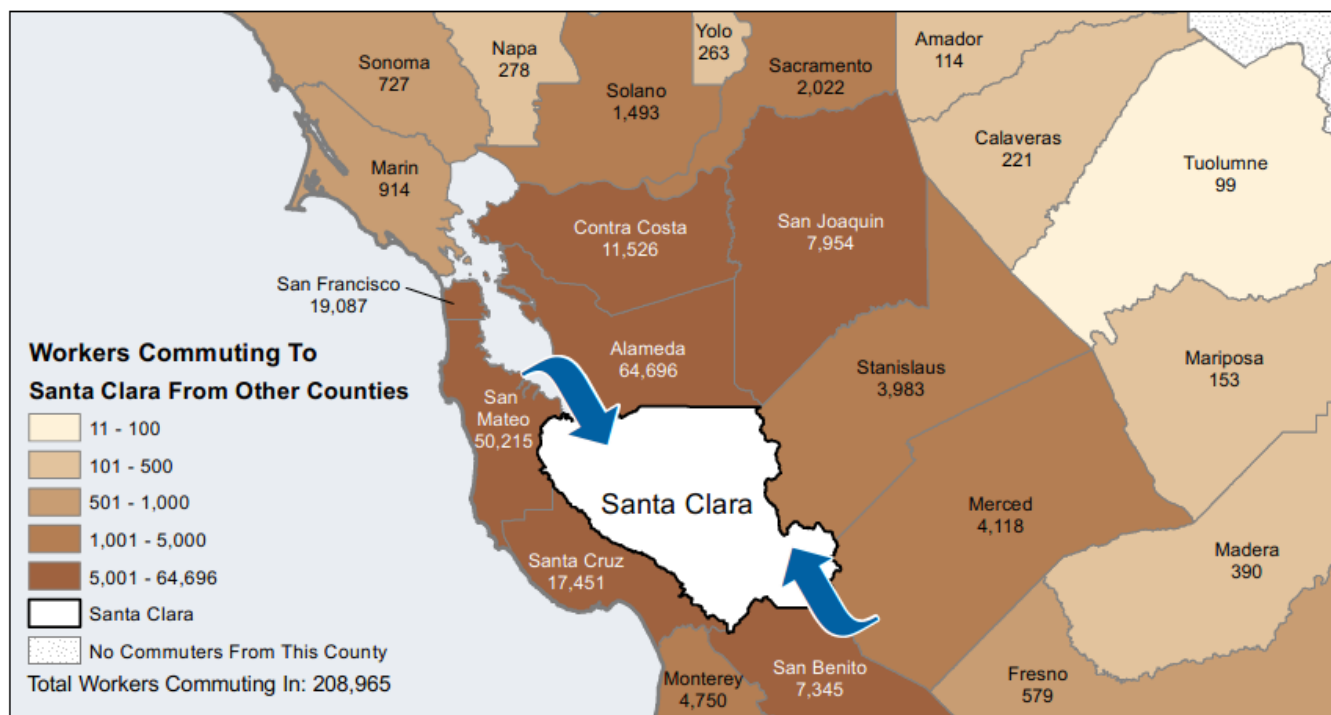 Sonoma
727
Napa
278
Yolo
263
Solano
1,493
Sacramento
2,022
Amador
114
Calaveras
221
Tuolumne
99
Marin
914
Contra Costa
11,526
San Joaquin
7,954
San Francisco
19,087
Alameda
64,696
Stanislaus
3,983
Mariposa
153
San
Mateo
50,215
Santa Clara
Merced
4,118
Madera
390
Santa Cruz
17,451
Monterey
4,750
San Benito
7,345
Fresno
579
Workers Commuting To
Santa Clara From Other Counties
11 - 100
101 - 500
501 - 1,000
1,001 - 5,000
5,001 - 64,696
Santa Clara
No Commuters From This County
Total Workers Commuting In: 208,965